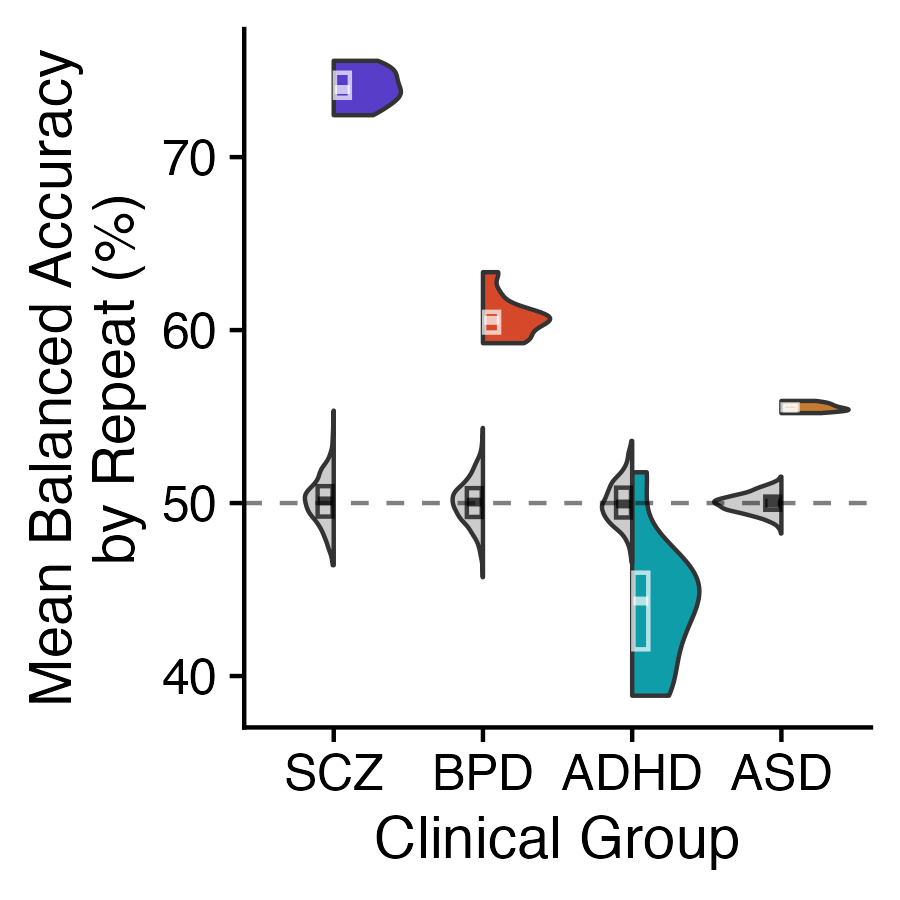 Mean Balanced Accuracy
by Repeat (%)
70
60
50
40
SCZ BPD ADHD ASD
Clinical Group